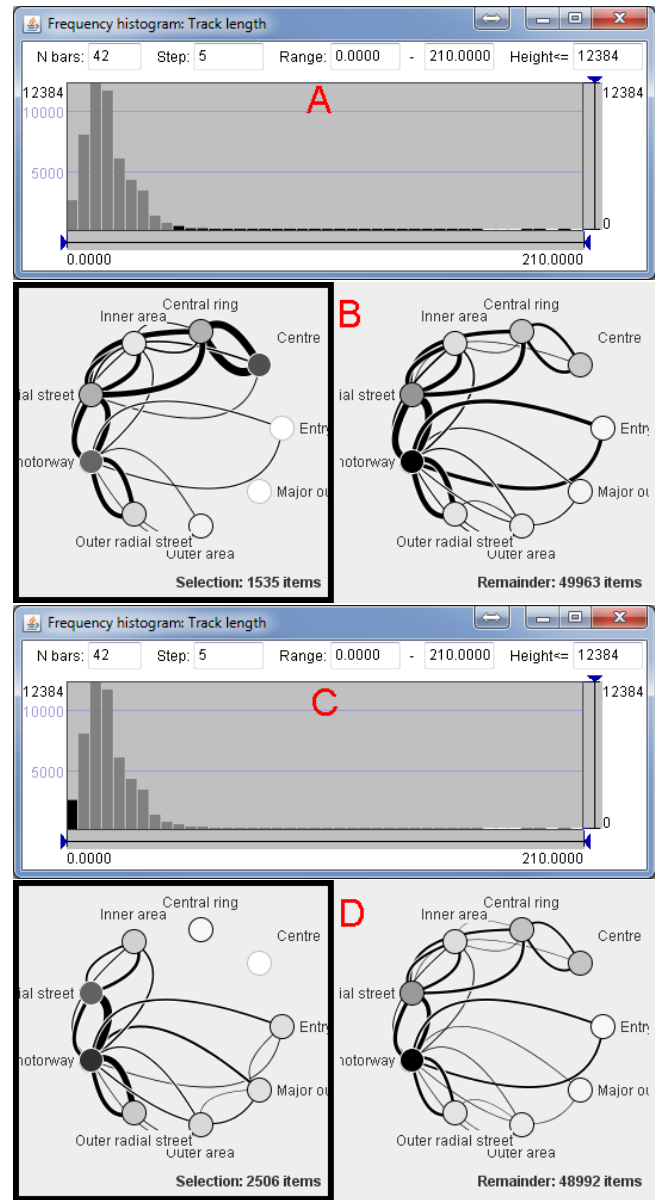 Frequency histogram: Track length
N bars: 42 Step: 5 Range: 0.0000 - 210.0000 Height<= 12384
12384 A 12384
10000
5000
0
0.0000 210.0000
Central ring Central ring
Inner area B Inner area
Centre Centre
ial street ial street
Entry Entry
notorway notorway
Major ou Major ou
Outer radial street Outer radial street
Outer area Outer area
Selection: 1535 items Remainder: 49963 items
Frequency histogram: Track length
N bars: 42 Step: 5 Range: 0.0000 - 210.0000 Height<= 12384
12384 C 12384
10000
5000
0
0.0000 210.0000
Central ring D Central ring
Inner area Inner area
Centre Centre
ial street ial street
Entry Entry
notorway notorway
Major ou Major ou
Outer radial street Outer radial street
Outer area Outer area
Selection: 2506 items Remainder: 48992 items